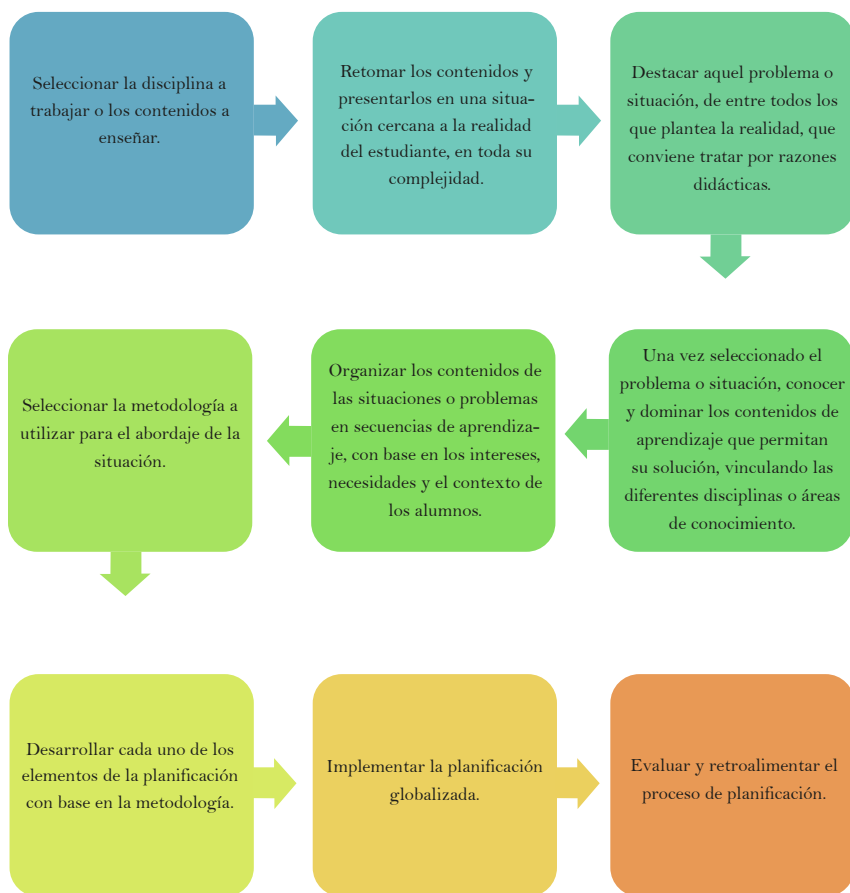 Seleccionar la disciplina a
trabajar o los contenidos a
enseñar.
Retomar los contenidos y
presentarlos en una situa-
ción cercana a la realidad
del estudiante, en toda su
complejidad.
Destacar aquel problema o
situación, de entre todos los
que plantea la realidad, que
conviene tratar por razones
didácticas.
Una vez seleccionado el
problema o situación, conocer
y dominar los contenidos de
aprendizaje que permitan
su solución, vinculando las
diferentes disciplinas o áreas
de conocimiento.
Organizar los contenidos de
las situaciones o problemas
en secuencias de aprendiza-
je, con base en los intereses,
necesidades y el contexto de
los alumnos.
Seleccionar la metodología a
utilizar para el abordaje de la
situación.
Desarrollar cada uno de los
elementos de la planificación
con base en la metodología.
Implementar la planificación
globalizada.
Evaluar y retroalimentar el
proceso de planificación.